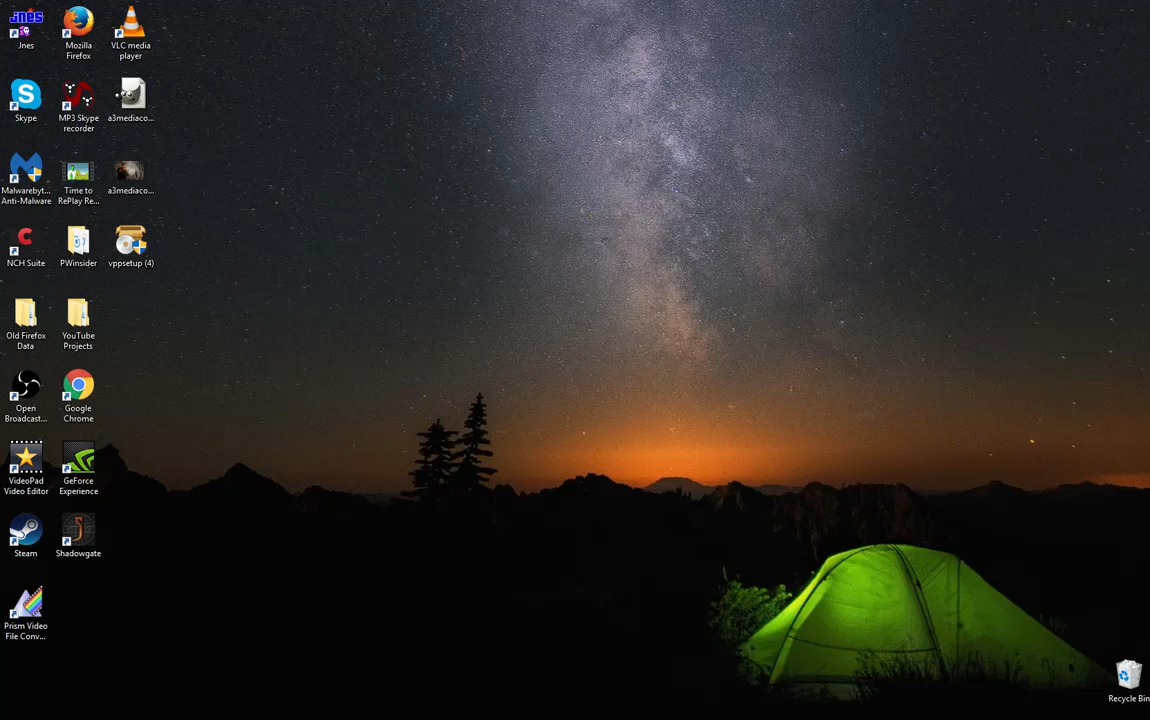 Jnes
Mozilla
Firefox
VLC media
player
Skype
MP3 Skype
recorder
a3mediaco...
Malwarebyt...
Anti-Malware
Time to
RePlay Re...
a3mediaco...
NCH Suite
PWinsider
vppsetup (4)
Old Firefox
Data
YouTube
Projects
Open
Broadcast...
Google
Chrome
VideoPad
Video Editor
GeForce
Experience
Steam
Shadowgate
Prism Video
File Conv...
Recycle Bin